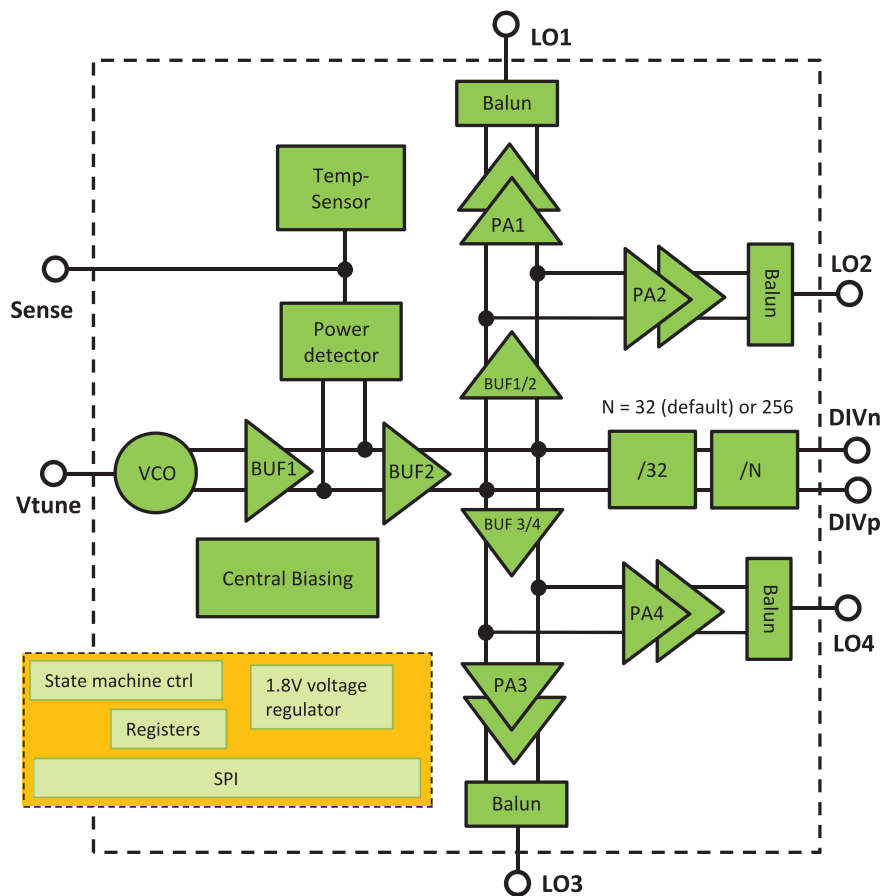 LO1
Balun
Temp-
Sensor
PA1
LO2
PA2
Balun
Sense
Power
detector
BUF1/2
N = 32 (default) or 256
DIVn
VCO
BUF1
BUF2
/32
/N
Vtune
DIVp
BUF 3/4
Central Biasing
PA4
Balun
LO4
State machine ctrl
1.8V voltage
regulator
PA3
Registers
SPI
Balun
LO3